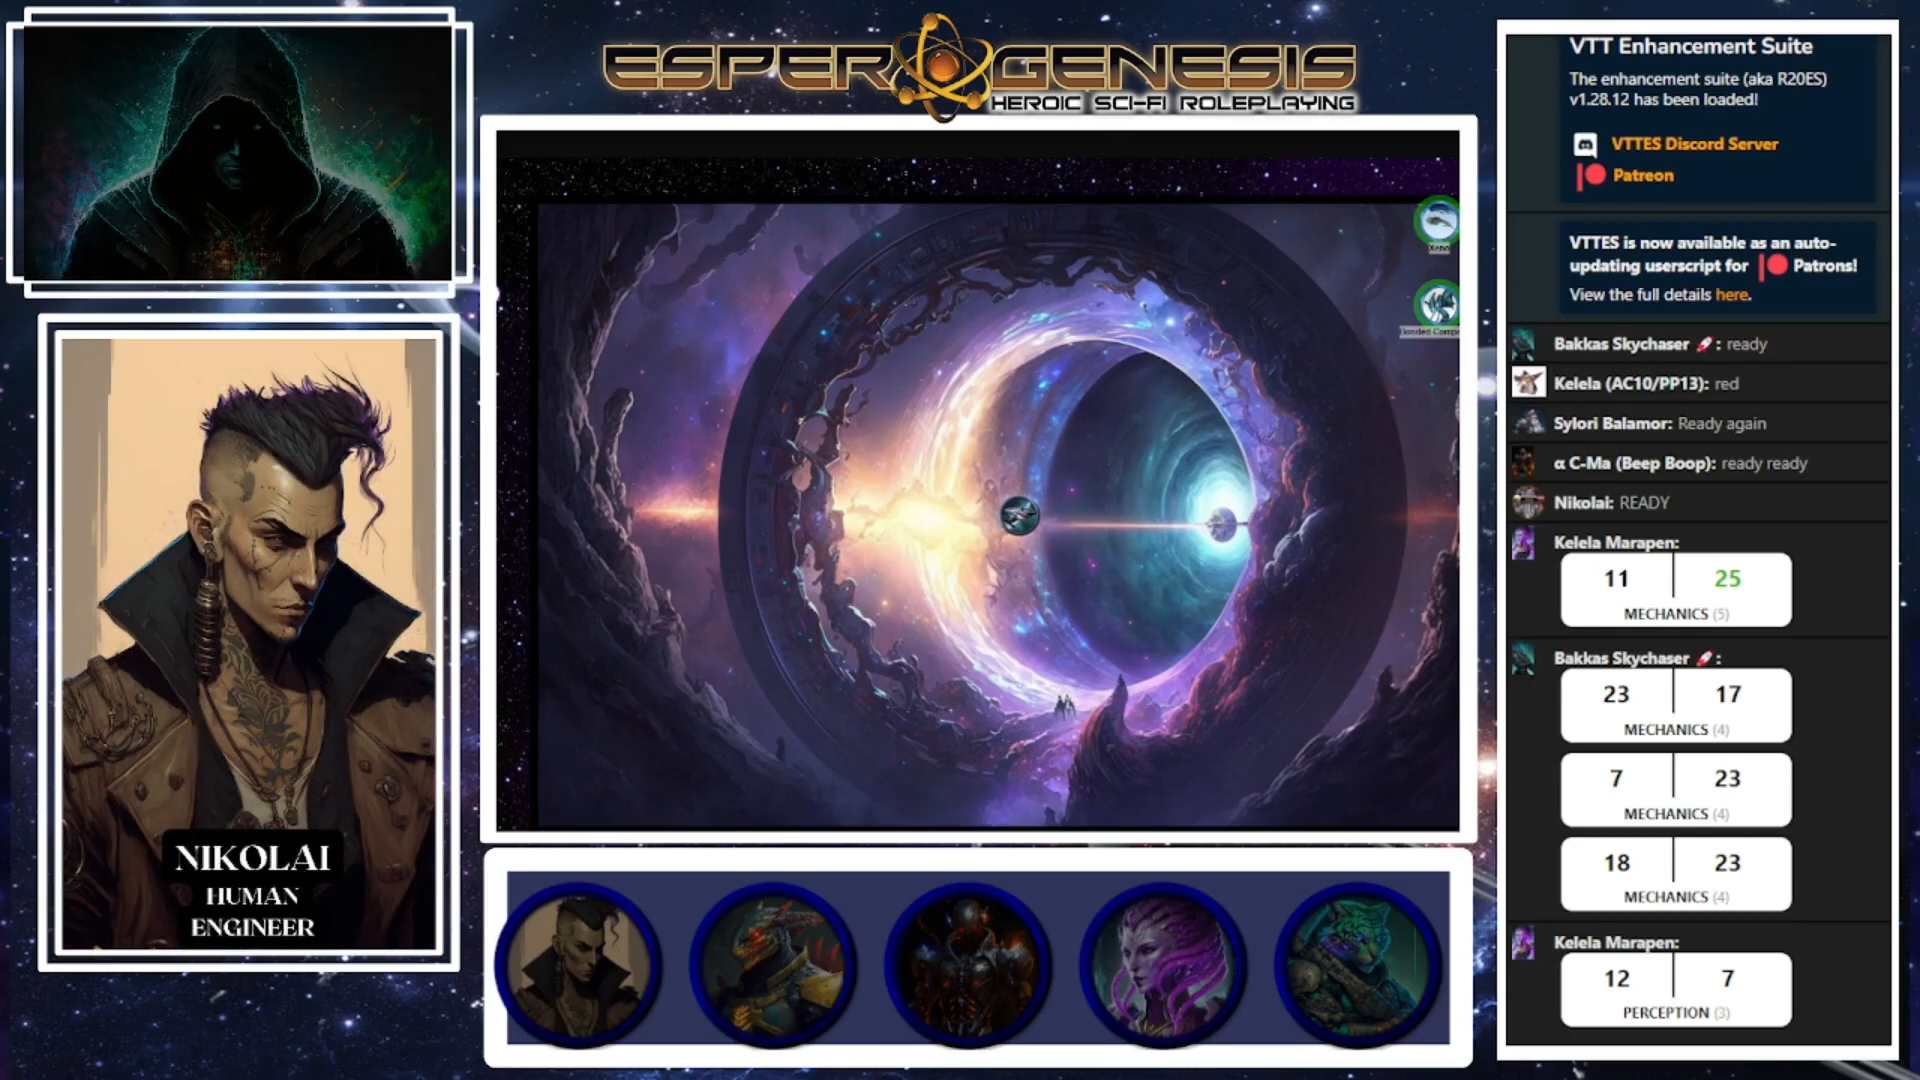 ESPER GENESIS
HEROIC SCI-FI ROLEPLAYING
NIKOLAI
HUMAN
ENGINEER
Xeno
VTT Enhancement Suite
The enhancement suite (aka R20ES)
v1.28.12 has been loaded!
VTTES Discord Server
Patreon
VTTES is now available as an auto-
updating userscript for Patrons!
View the full details here.
Bakkas Skychaser 🚀: ready
Kelela (AC10/PP13): red
Sylori Balamor: Ready again
α C-Ma (Beep Boop): ready ready
Nikolai: READY
Kelela Marapen:
11 25
MECHANICS (5)
Bakkas Skychaser 🚀:
23 17
MECHANICS (4)
7 23
MECHANICS (4)
18 23
MECHANICS (4)
Kelela Marapen:
12 7
PERCEPTION (3)